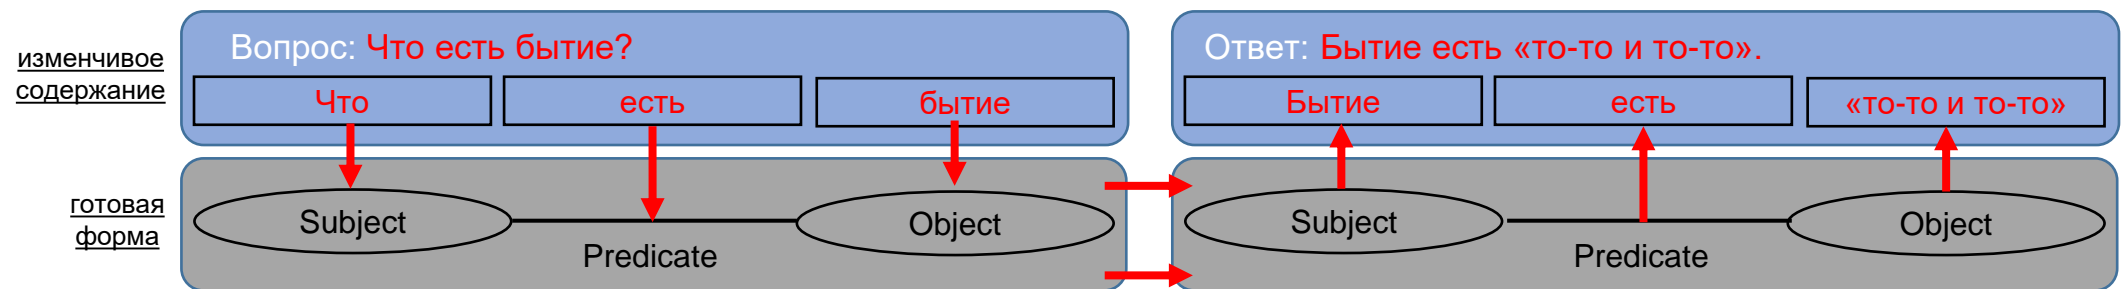 изменчивое
содержание
Вопрос: Что есть бытие?
Что
есть
бытие
Ответ: Бытие есть «то-то и то-то».
Бытие
есть
«то-то и то-то»
готовая
форма
Subject
Predicate
Object
Subject
Predicate
Object